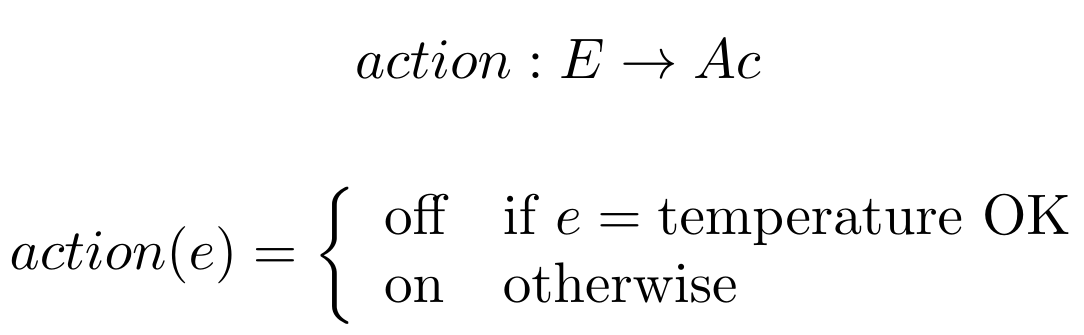 action : E → Ac
action(e) = { off if e = temperature OK
on otherwise